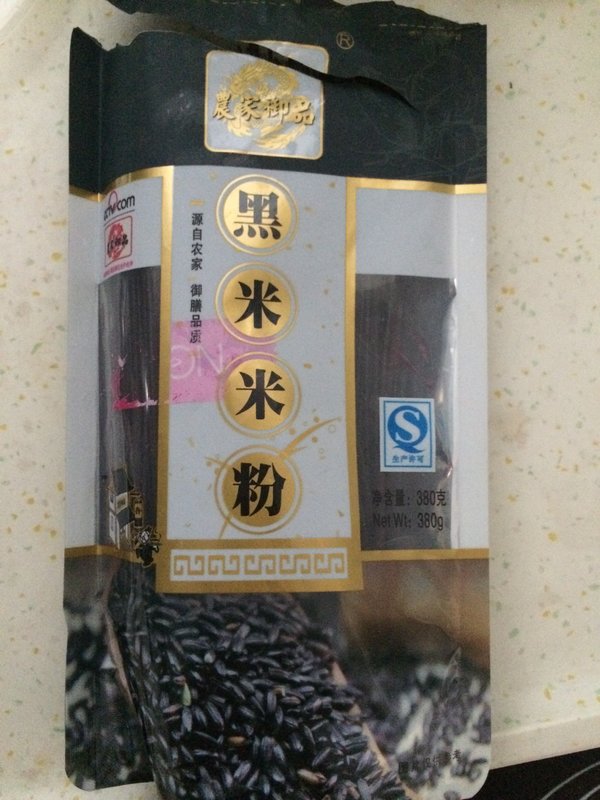 ®
農家御品
黑米米粉
源自农家 御膳品质
生产许可
净含量：380克
Net Wt：380g